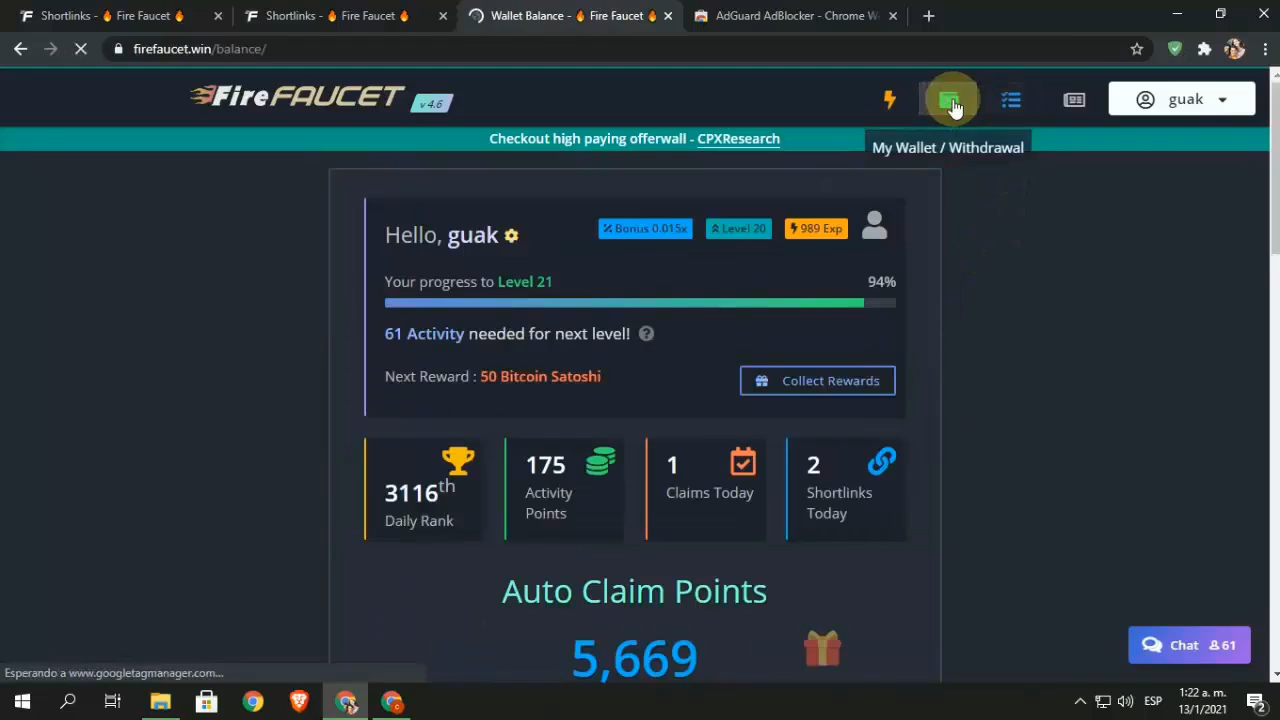 Shortlinks - 🔥 Fire Faucet 🔥
Shortlinks - 🔥 Fire Faucet 🔥
Wallet Balance - 🔥 Fire Faucet 🔥
AdGuard AdBlocker - Chrome W
firefaucet.win/balance/
FireFAUCET
v 4.6
guak
Checkout high paying offerwall - CPXResearch
My Wallet / Withdrawal
Hello, guak
Bonus 0.015x
Level 20
989 Exp
Your progress to Level 21
94%
61 Activity needed for next level!
Next Reward : 50 Bitcoin Satoshi
Collect Rewards
3116th
Daily Rank
175
Activity
Points
1
Claims Today
2
Shortlinks
Today
Auto Claim Points
5,669
Chat
61
Esperando a www.googletagmanager.com...
ESP
1:22 a. m.
13/1/2021
2